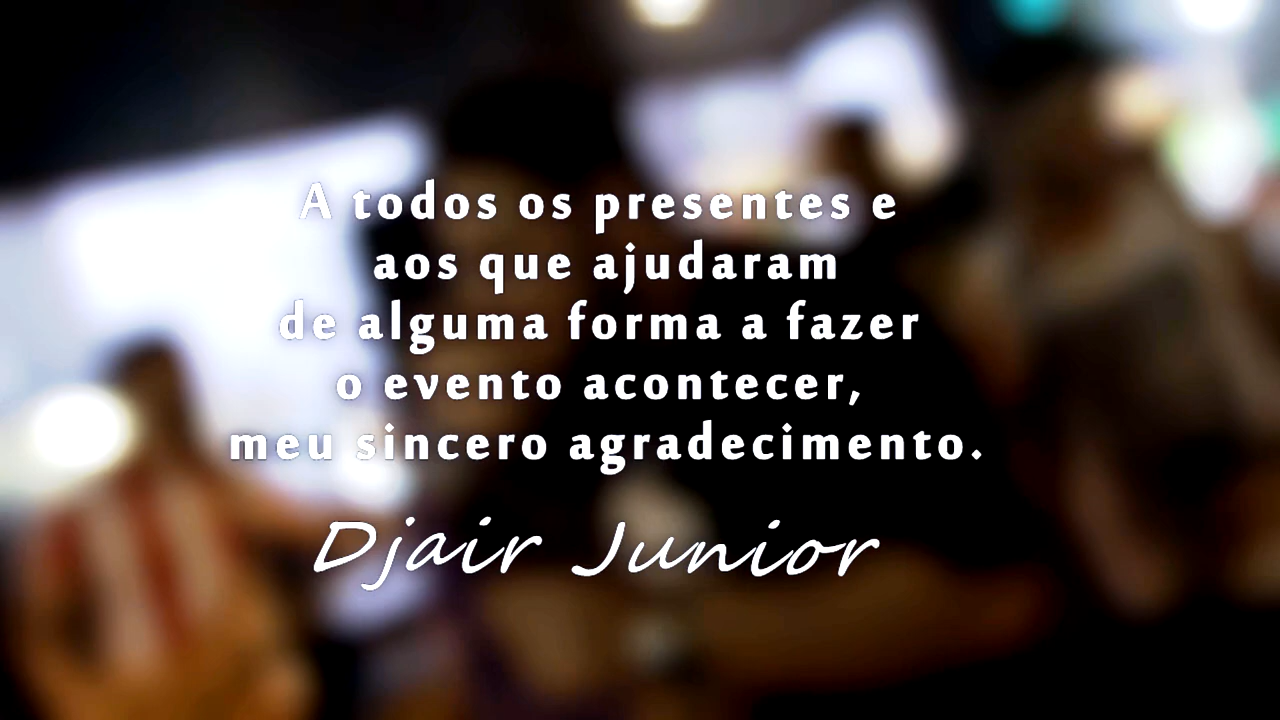 A todos os presentes e
aos que ajudaram
de alguma forma a fazer
o evento acontecer,
meu sincero agradecimento.
Djair Junior